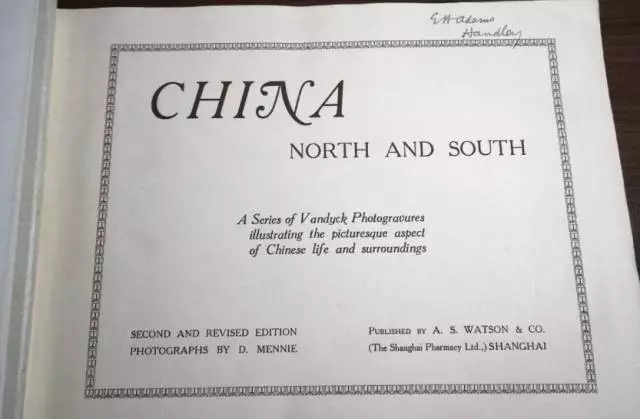 EH Adams
Handley
CHINA
NORTH AND SOUTH
A Series of Vandyck Photogravures
illustrating the picturesque aspect
of Chinese life and surroundings
SECOND AND REVISED EDITION
PHOTOGRAPHS BY D. MENNIE.
PUBLISHED BY A. S. WATSON & CO.
(The Shanghai Pharmacy Ltd.,) SHANGHAI